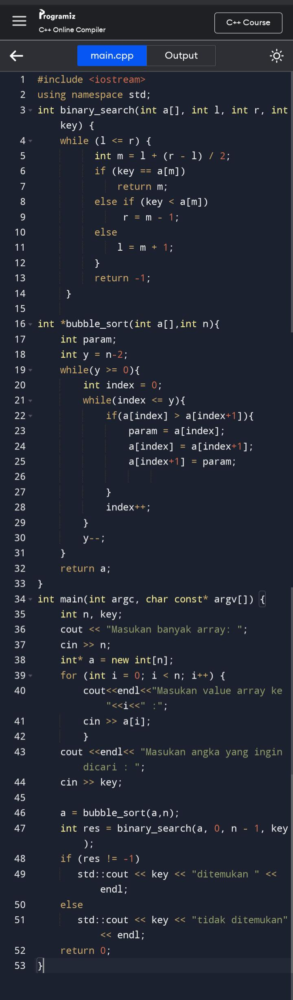 Programiz
C++ Online Compiler
C++ Course
main.cpp
Output
1 #include <iostream>
2 using namespace std;
3 int binary_search(int a[], int l, int r, int
key) {
4 while (l <= r) {
5 int m = l + (r - l) / 2;
6 if (key == a[m])
7 return m;
8 else if (key < a[m])
9 r = m - 1;
10 else
11 l = m + 1;
12 }
13 return -1;
14 }
15
16 int *bubble_sort(int a[],int n){
17 int param;
18 int y = n-2;
19 while(y >= 0){
20 int index = 0;
21 while(index <= y){
22 if(a[index] > a[index+1]){
23 param = a[index];
24 a[index] = a[index+1];
25 a[index+1] = param;
26
27 }
28 index++;
29 }
30 y--;
31 }
32 return a;
33 }
34 int main(int argc, char const* argv[]) {
35 int n, key;
36 cout << "Masukan banyak array: ";
37 cin >> n;
38 int* a = new int[n];
39 for (int i = 0; i < n; i++) {
40 cout<<endl<<"Masukan value array ke
"<<i<<" :";
41 cin >> a[i];
42 }
43 cout <<endl<< "Masukan angka yang ingin
dicari : ";
44 cin >> key;
45
46 a = bubble_sort(a,n);
47 int res = binary_search(a, 0, n - 1, key
);
48 if (res != -1)
49 std::cout << key << "ditemukan " <<
endl;
50 else
51 std::cout << key << "tidak ditemukan"
<< endl;
52 return 0;
53 }